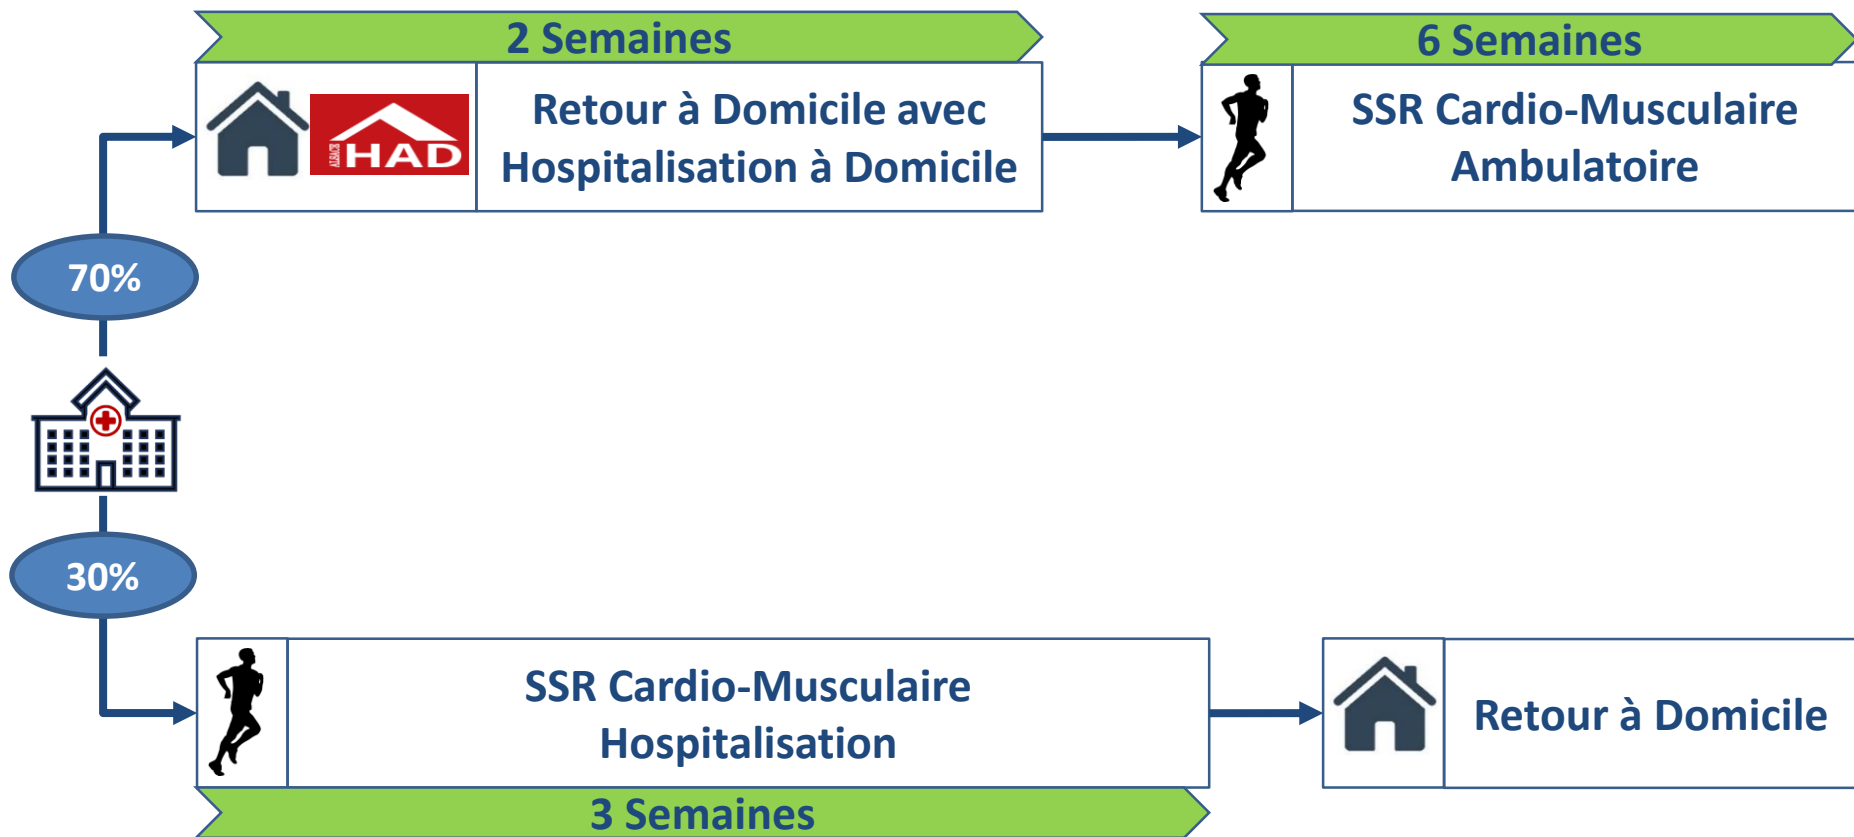 2 Semaines
6 Semaines
ALSACE
HAD
Retour à Domicile avec
Hospitalisation à Domicile
SSR Cardio-Musculaire
Ambulatoire
70%
30%
SSR Cardio-Musculaire
Hospitalisation
Retour à Domicile
3 Semaines